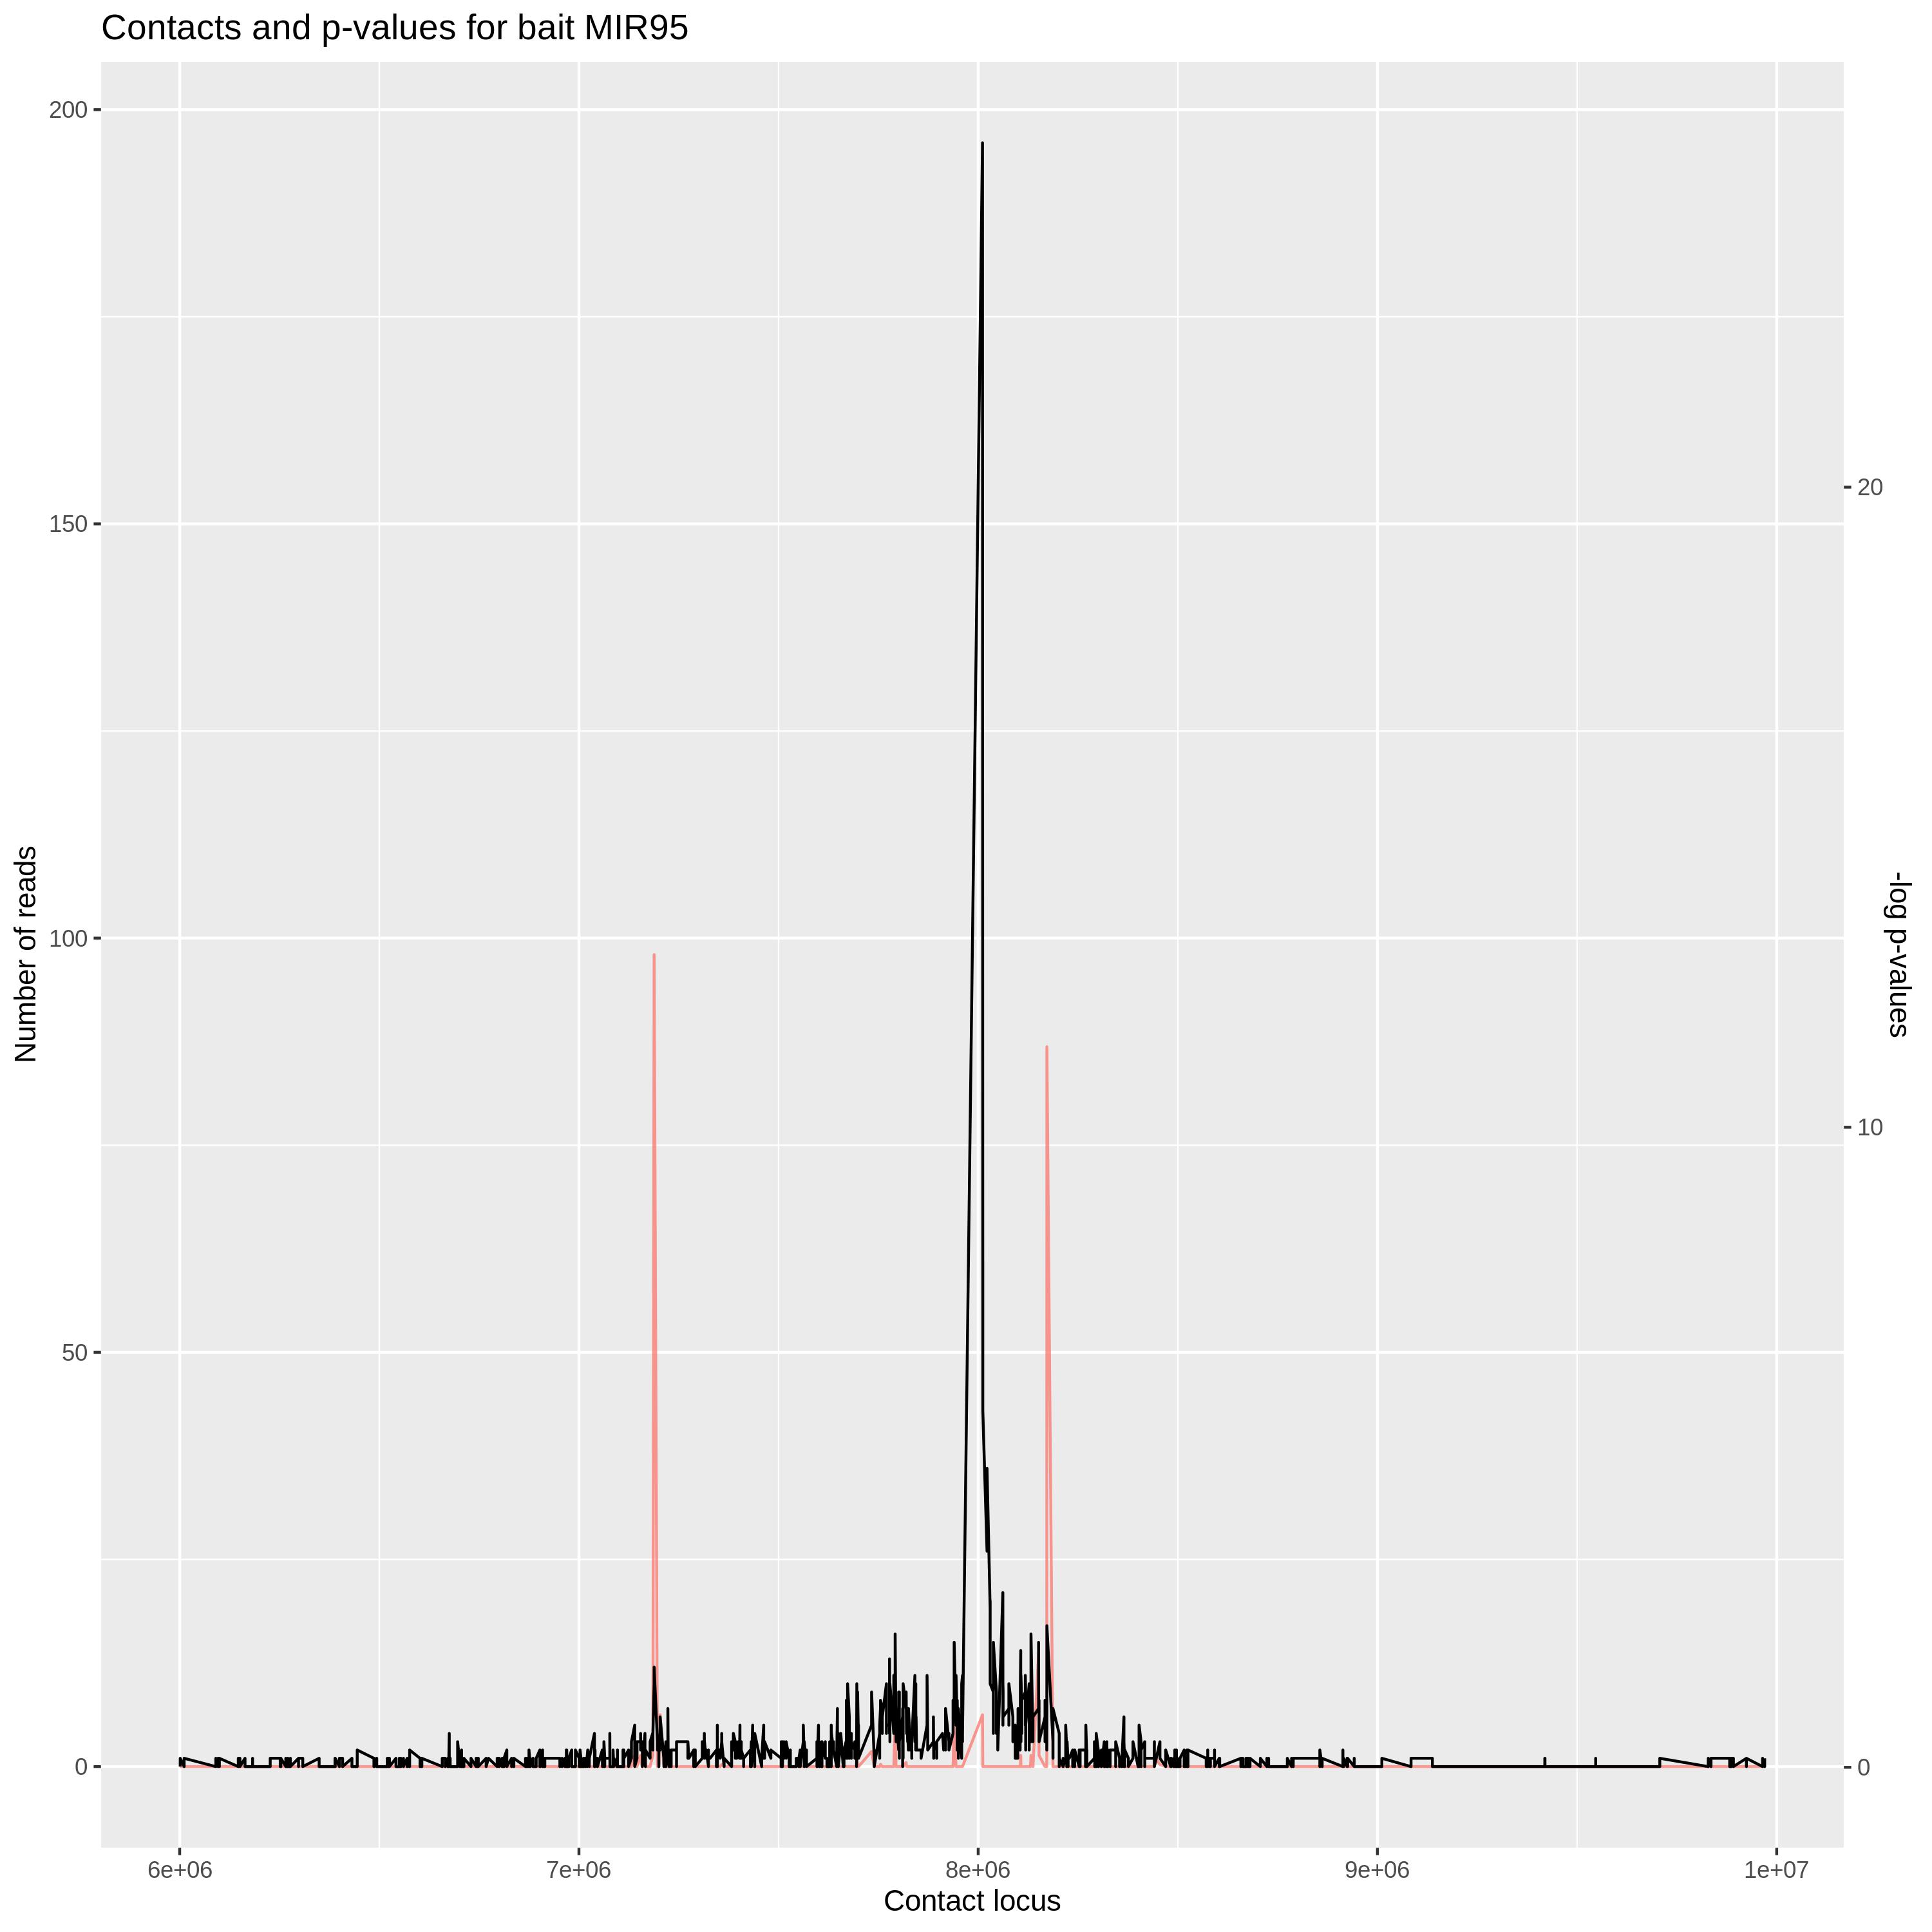 Contacts and p-values for bait MIR95
200
150
100
50
0
Number of reads
20
10
0
-log p-values
6e+06
7e+06
8e+06
9e+06
1e+07
Contact locus